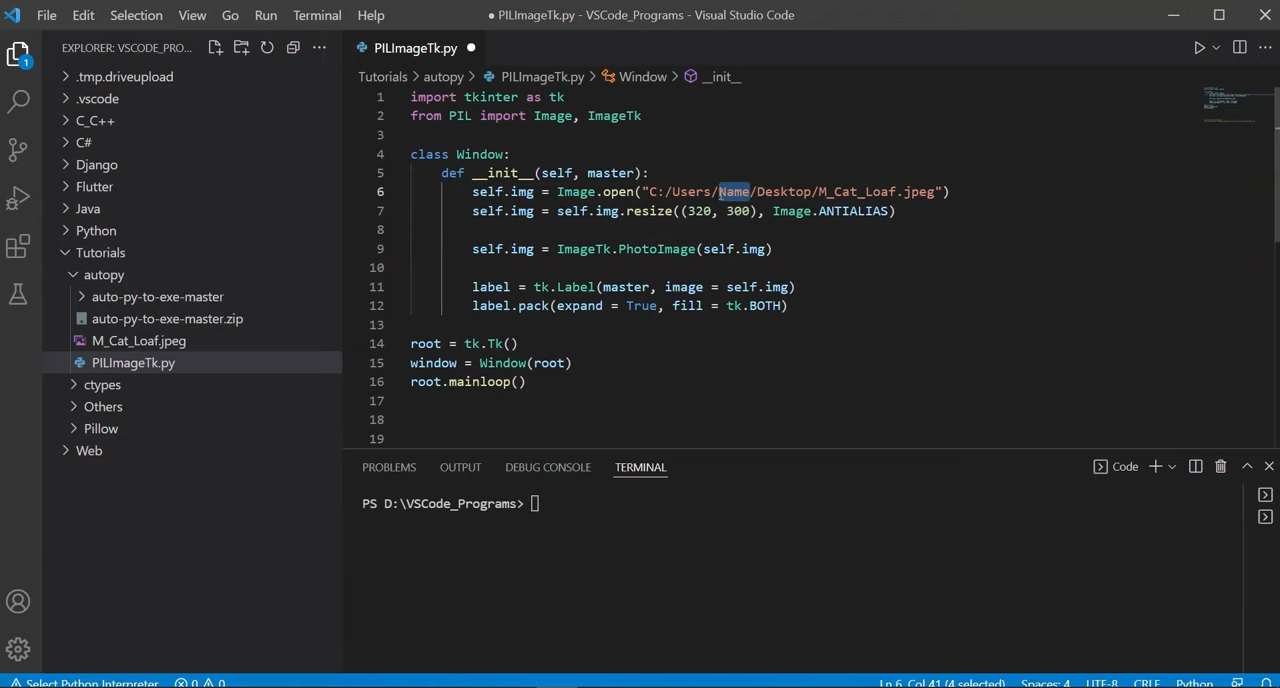 File Edit Selection View Go Run Terminal Help
● PILImageTk.py - VSCode_Programs - Visual Studio Code
EXPLORER: VSCODE_PRO...
.tmp.driveupload
.vscode
C_C++
C#
Django
Flutter
Java
Python
Tutorials
autopy
auto-py-to-exe-master
auto-py-to-exe-master.zip
M_Cat_Loaf.jpeg
PILImageTk.py
ctypes
Others
Pillow
Web
1
PILImageTk.py ●
Tutorials > autopy > PILImageTk.py > Window > __init__
1 import tkinter as tk
2 from PIL import Image, ImageTk
3
4 class Window:
5 def __init__(self, master):
6 self.img = Image.open("C:/Users/Name/Desktop/M_Cat_Loaf.jpeg")
7 self.img = self.img.resize((320, 300), Image.ANTIALIAS)
8
9 self.img = ImageTk.PhotoImage(self.img)
10
11 label = tk.Label(master, image = self.img)
12 label.pack(expand = True, fill = tk.BOTH)
13
14 root = tk.Tk()
15 window = Window(root)
16 root.mainloop()
17
18
19
PROBLEMS OUTPUT DEBUG CONSOLE TERMINAL
Code
PS D:\VSCode_Programs>
Select Python Interpreter 0 0
Ln 6, Col 41 (4 selected) Spaces: 4 UTF-8 CRLF Python